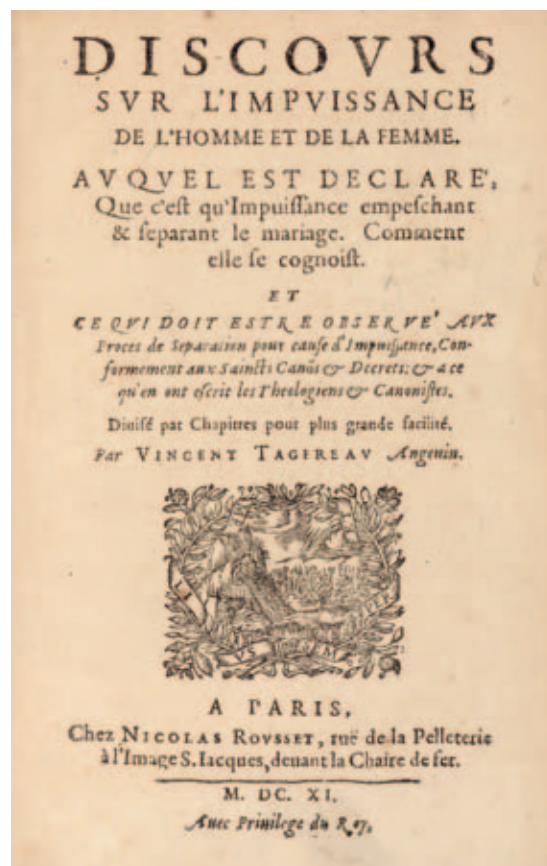 DISCOVRS
SVR L'IMPVISSANCE
DE L'HOMME ET DE LA FEMME.
AVQVEL EST DECLARE',
Que c'eſt qu'Impuiſſance empeſchant
& ſeparant le mariage. Comment
elle ſe cognoiſt.
ET
CE QVI DOIT ESTRE OBSERVE' AVX
Proces de Separation pour cauſe d'Impuiſſance, Con-
formement aux Saincts Canõs & Decrets: & a ce
qu'en ont eſcrit les Theologiens & Canoniſtes.
Diuiſé par Chapitres pour plus grande facilité.
Par VINCENT TAGEREAV Angeuin.
A PARIS,
Chez NICOLAS ROVSSET, ruë de la Pelleterie
à l'Image S. Iacques, deuant la Chaire de fer.
M. DC. XI.
Auec Priuilege du Roy.